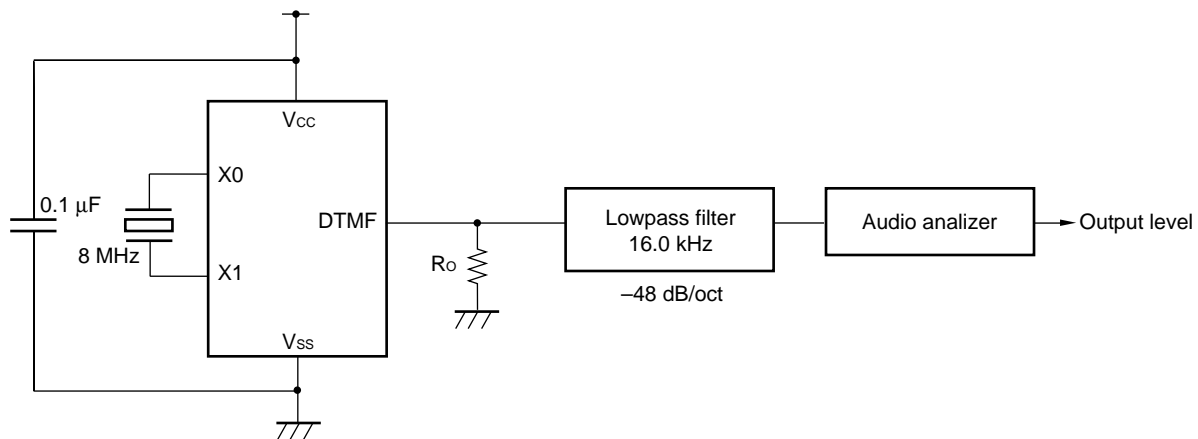 VCC
X0
0.1 μF
DTMF
8 MHz
X1
VSS
RO
Lowpass filter
16.0 kHz
–48 dB/oct
Audio analizer
Output level